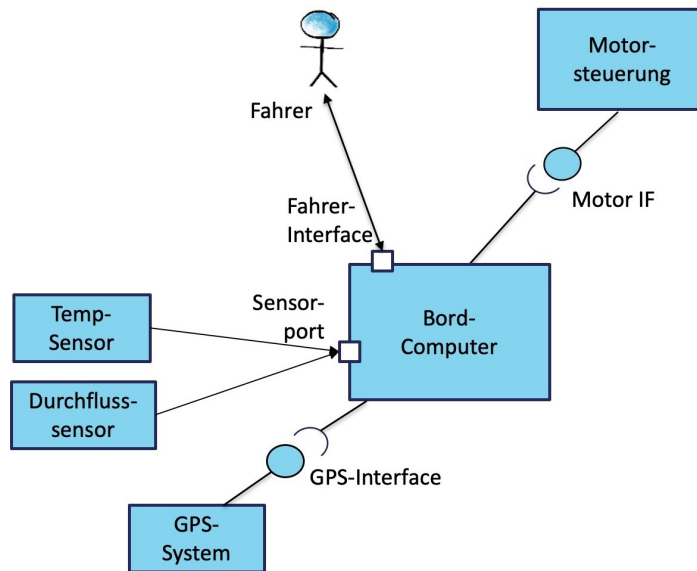 Motor-
steuerung
Fahrer
Motor IF
Fahrer-
Interface
Sensor-
port
Bord-
Computer
Temp-
Sensor
Durchfluss-
sensor
GPS-Interface
GPS-
System